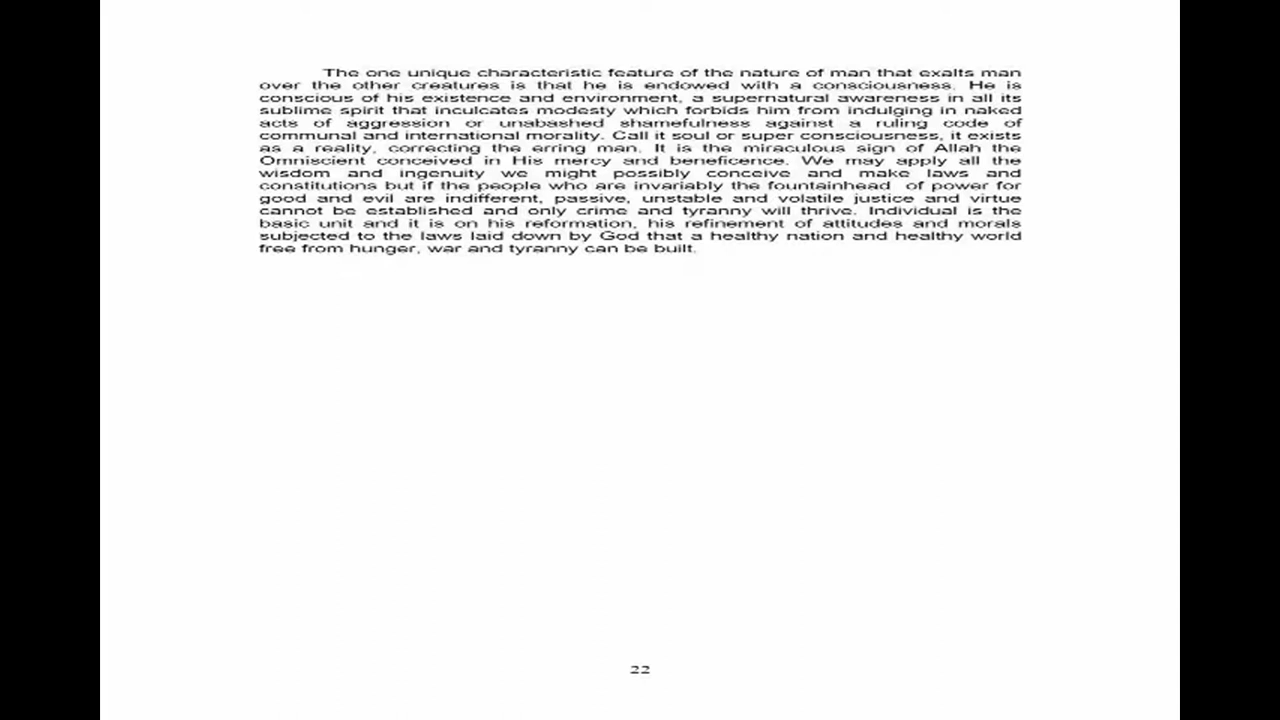 The one unique characteristic feature of the nature of man that exalts man
over the other creatures is that he is endowed with a consciousness. He is
conscious of his existence and environment, a supernatural awareness in all its
sublime spirit that inculcates modesty which forbids him from indulging in naked
acts of aggression or unabashed shamefulness against a ruling code of
communal and international morality. Call it soul or super consciousness, it exists
as a reality, correcting the erring man. It is the miraculous sign of Allah the
Omniscient conceived in His mercy and beneficence. We may apply all the
wisdom and ingenuity we might possibly conceive and make laws and
constitutions but if the people who are invariably the fountainhead of power for
good and evil are indifferent, passive, unstable and volatile justice and virtue
cannot be established and only crime and tyranny will thrive. Individual is the
basic unit and it is on his reformation, his refinement of attitudes and morals
subjected to the laws laid down by God that a healthy nation and healthy world
free from hunger, war and tyranny can be built.
22